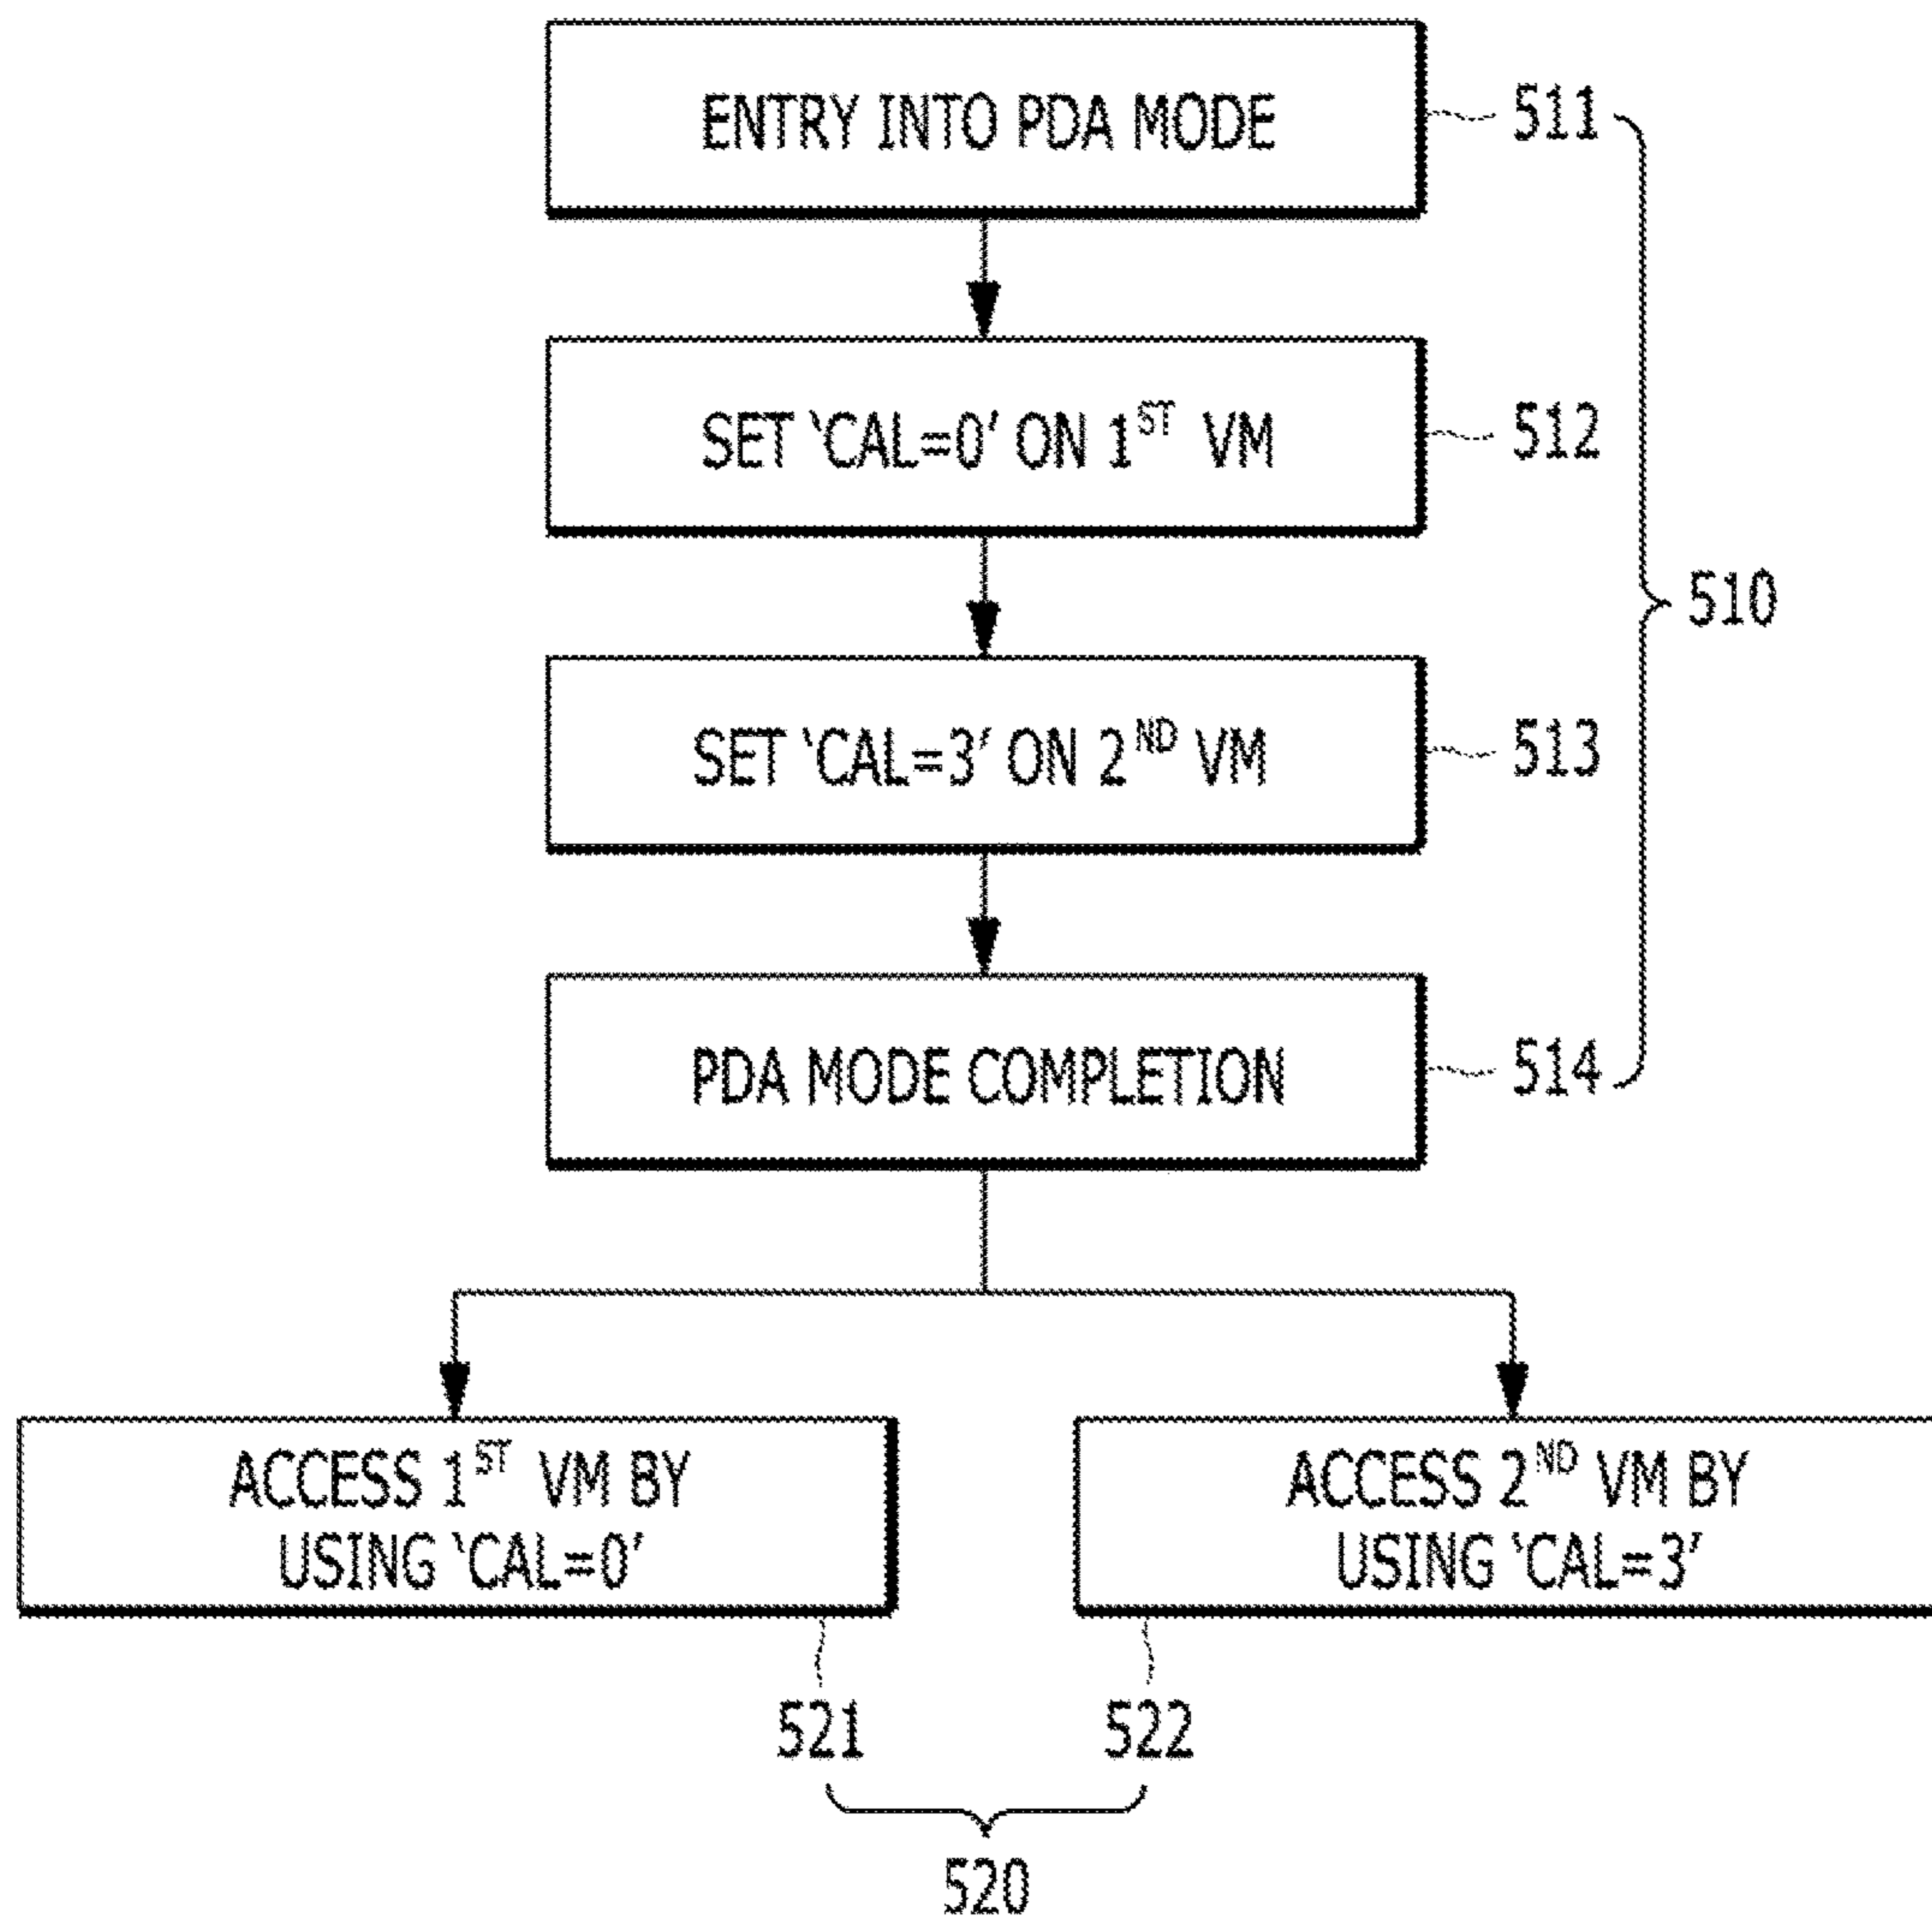 ENTRY INTO PDA MODE
511
SET ‘CAL=0’ ON 1ST VM
512
510
SET ‘CAL=3’ ON 2ND VM
513
PDA MODE COMPLETION
514
ACCESS 1ST VM BY
USING ‘CAL=0’
ACCESS 2ND VM BY
USING ‘CAL=3’
521
522
520